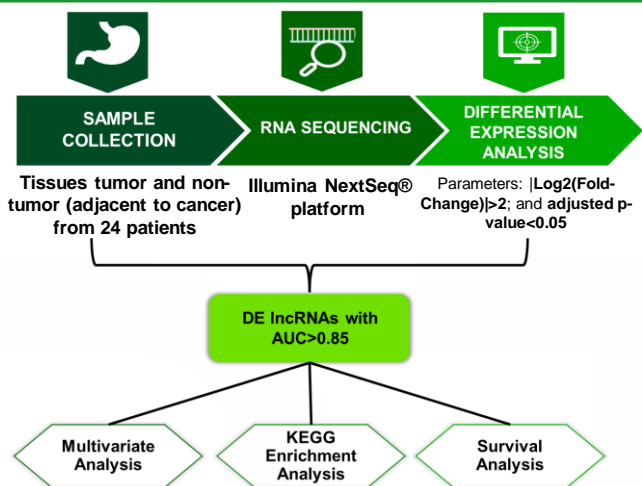 SAMPLE
COLLECTION
RNA SEQUENCING
DIFFERENTIAL
EXPRESSION
ANALYSIS
Tissues tumor and non-
tumor (adjacent to cancer)
from 24 patients
Illumina NextSeq®
platform
Parameters: |Log2(Fold-
Change)|>2; and adjusted p-
value<0.05
DE lncRNAs with
AUC>0.85
Multivariate
Analysis
KEGG
Enrichment
Analysis
Survival
Analysis